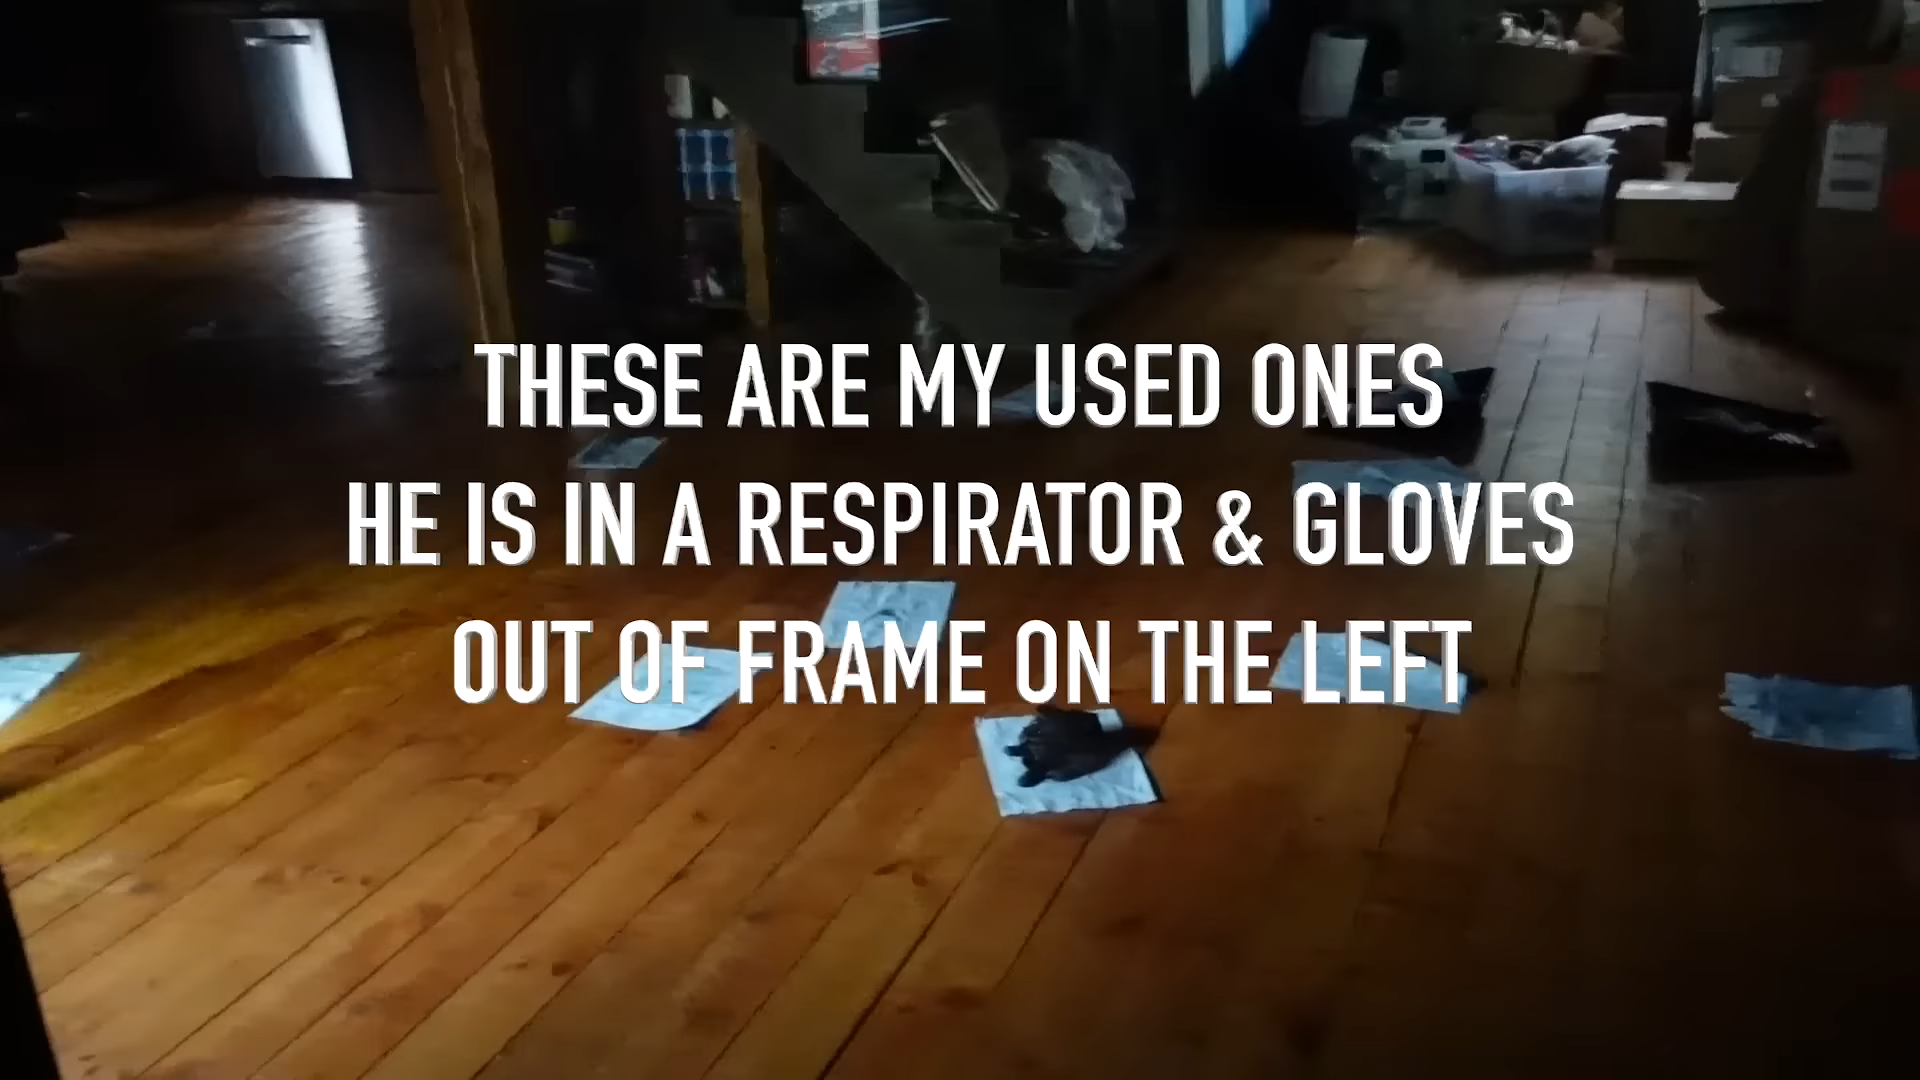 THESE ARE MY USED ONES
HE IS IN A RESPIRATOR & GLOVES
OUT OF FRAME ON THE LEFT